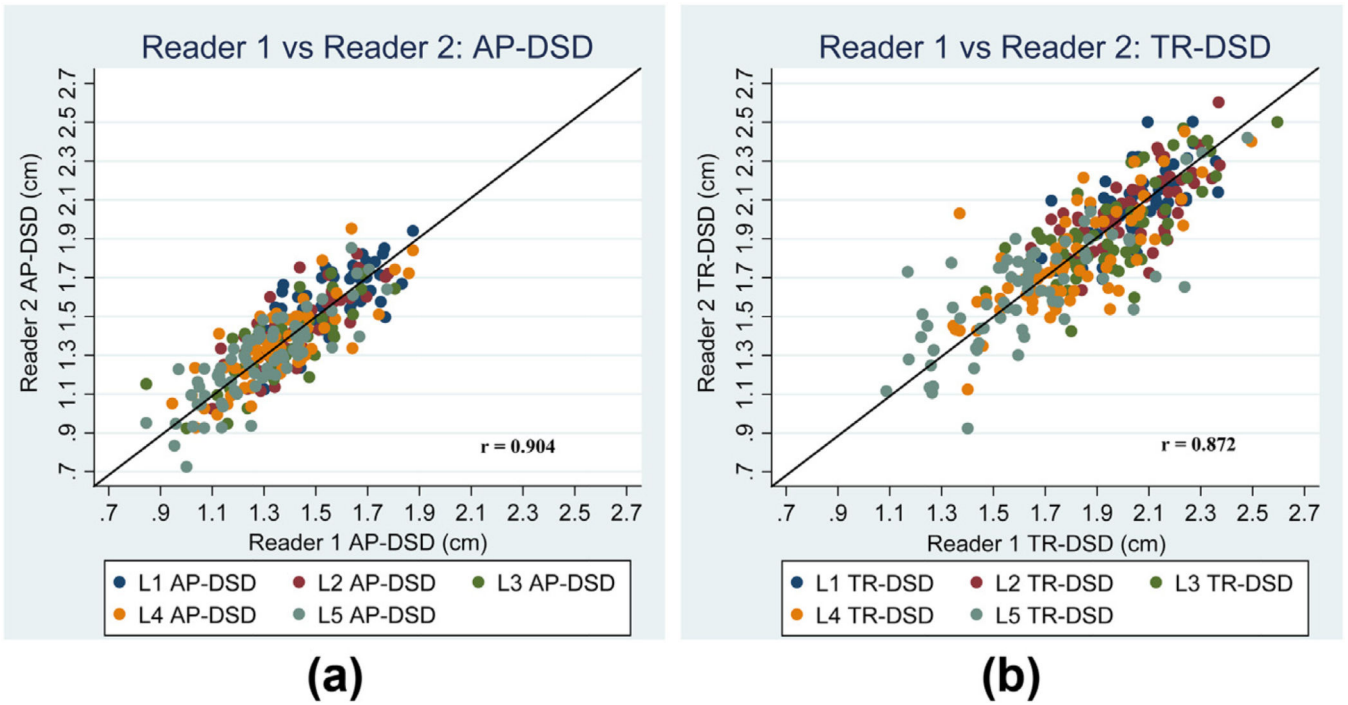 Reader 1 vs Reader 2: AP-DSD
Reader 2 AP-DSD (cm)
2.7
2.5
2.3
2.1
1.9
1.7
1.5
1.3
1.1
.9
.7
r = 0.904
.7 .9 1.1 1.3 1.5 1.7 1.9 2.1 2.3 2.5 2.7
Reader 1 AP-DSD (cm)
L1 AP-DSD L2 AP-DSD L3 AP-DSD
L4 AP-DSD L5 AP-DSD
(a)
Reader 1 vs Reader 2: TR-DSD
Reader 2 TR-DSD (cm)
2.7
2.5
2.3
2.1
1.9
1.7
1.5
1.3
1.1
.9
.7
r = 0.872
.7 .9 1.1 1.3 1.5 1.7 1.9 2.1 2.3 2.5 2.7
Reader 1 TR-DSD (cm)
L1 TR-DSD L2 TR-DSD L3 TR-DSD
L4 TR-DSD L5 TR-DSD
(b)